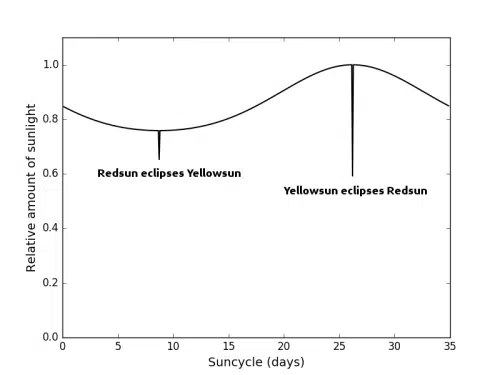 1.0
0.8
Redsun eclipses Yellowsun
0.6
Yellowsun eclipses Redsun
0.4
0.2
0.0
Relative amount of sunlight
0 5 10 15 20 25 30 35
Suncycle (days)